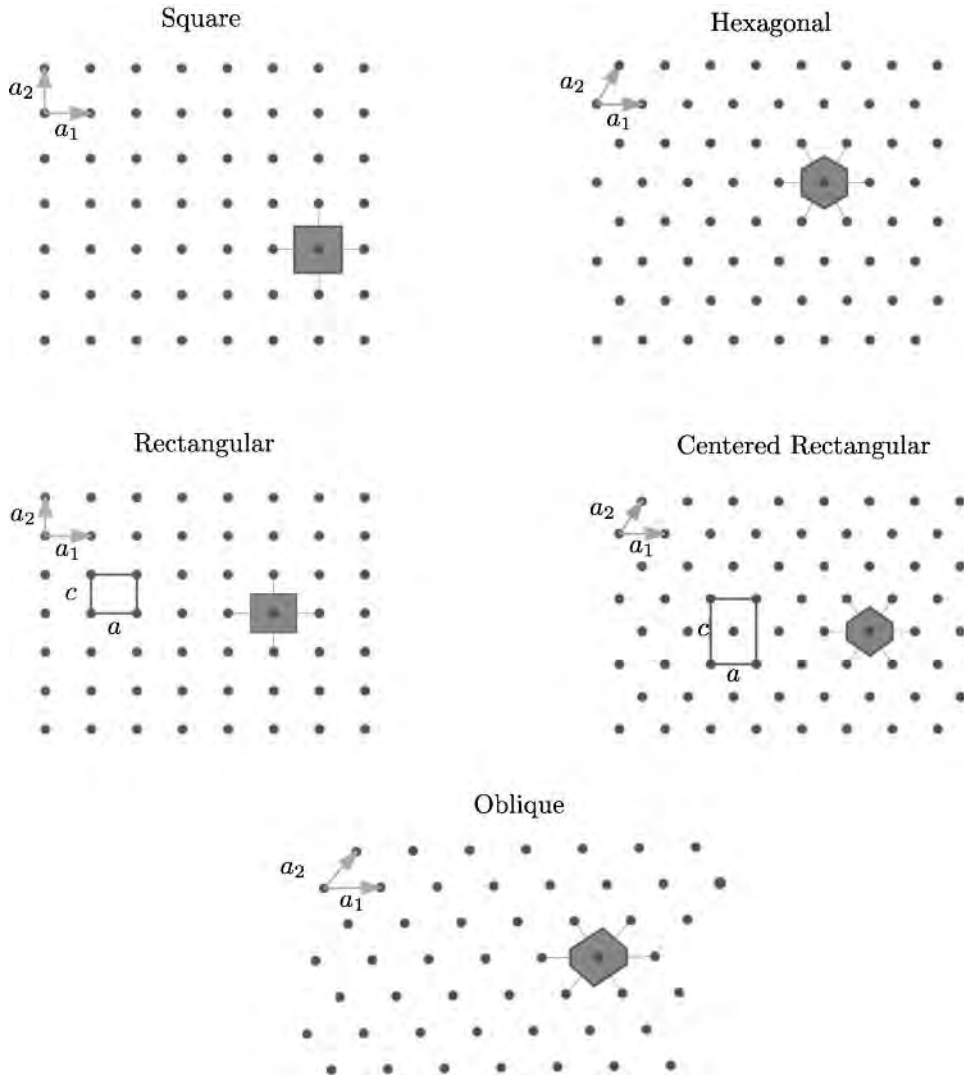 Square
a₂
a₁
Hexagonal
a₂
a₁
Rectangular
a₂
a₁
c
a
Centered Rectangular
a₂
a₁
c
a
Oblique
a₂
a₁